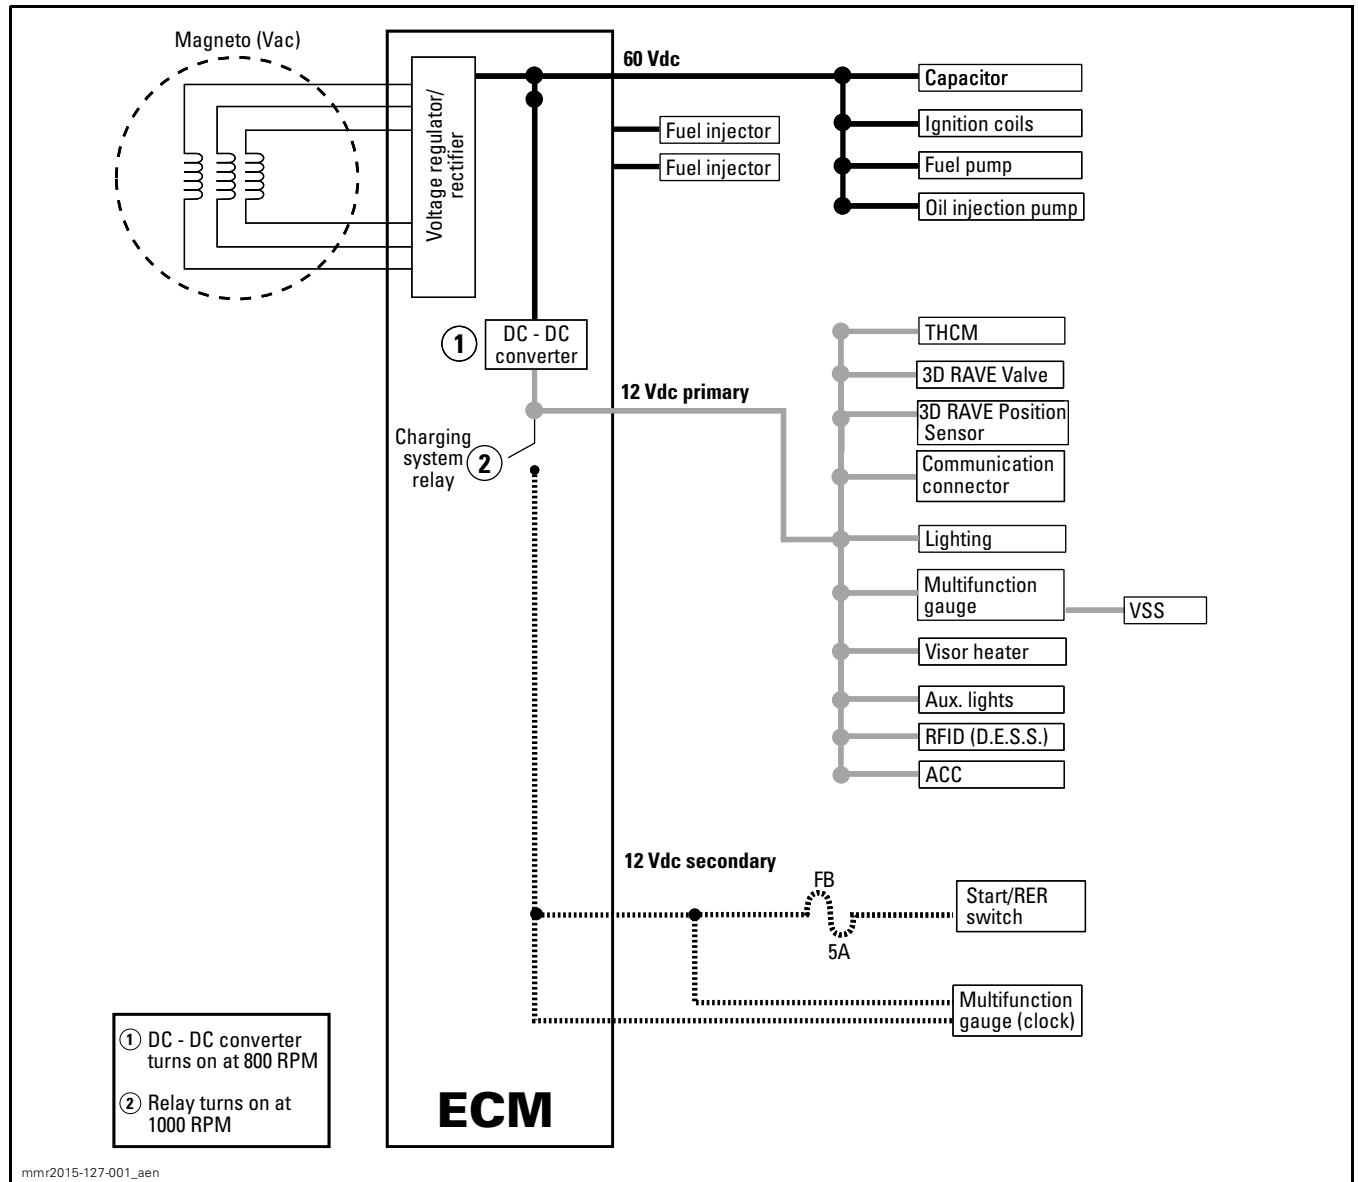 Magneto (Vac)
Voltage regulator/
rectifier
60 Vdc
Capacitor
Ignition coils
Fuel pump
Oil injection pump
Fuel injector
Fuel injector
1
DC - DC
converter
12 Vdc primary
Charging
system
relay
2
THCM
3D RAVE Valve
3D RAVE Position
Sensor
Communication
connector
Lighting
Multifunction
gauge
VSS
Visor heater
Aux. lights
RFID (D.E.S.S.)
ACC
12 Vdc secondary
FB
5A
Start/RER
switch
Multifunction
gauge (clock)
1 DC - DC converter
turns on at 800 RPM
2 Relay turns on at
1000 RPM
ECM
mmr2015-127-001_aen